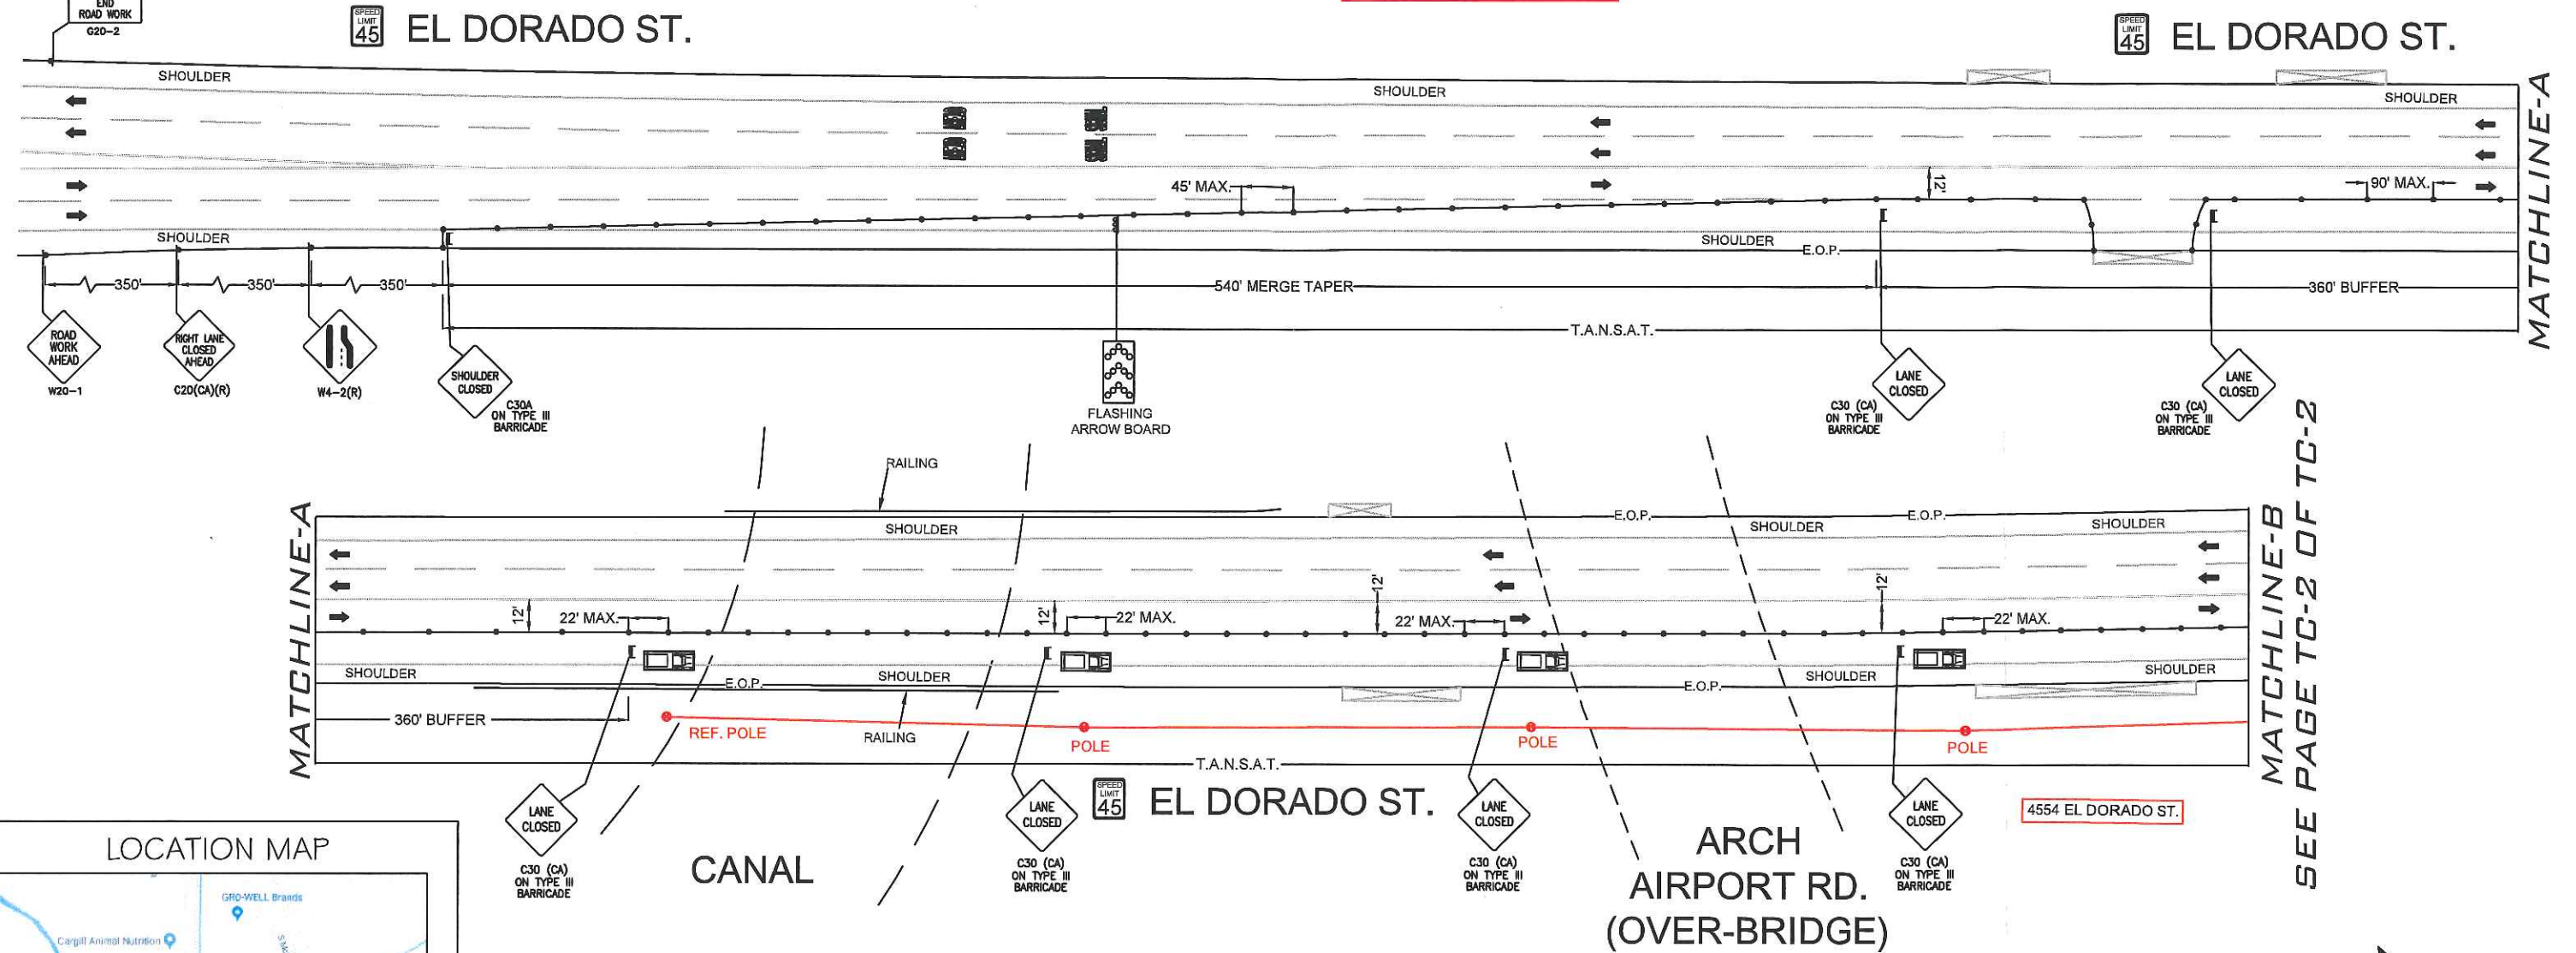 END
ROAD WORK
G20-2
SPEED
LIMIT
45
EL DORADO ST.
SPEED
LIMIT
45
EL DORADO ST.
SHOULDER
SHOULDER
SHOULDER
MATCHLINE-A
45' MAX.
12'
90' MAX.
SHOULDER
SHOULDER
E.O.P.
350'
350'
350'
540' MERGE TAPER
360' BUFFER
T.A.N.S.A.T.
ROAD
WORK
AHEAD
W20-1
RIGHT LANE
CLOSED
AHEAD
C20(CA)(R)
W4-2(R)
SHOULDER
CLOSED
C30A
ON TYPE III
BARRICADE
FLASHING
ARROW BOARD
LANE
CLOSED
C30 (CA)
ON TYPE III
BARRICADE
LANE
CLOSED
C30 (CA)
ON TYPE III
BARRICADE
MATCHLINE-A
RAILING
SHOULDER
E.O.P.
SHOULDER
E.O.P.
SHOULDER
MATCHLINE-B
SEE PAGE TC-2 OF TC-2
12'
22' MAX.
12'
22' MAX.
12'
22' MAX.
12'
22' MAX.
SHOULDER
E.O.P.
SHOULDER
E.O.P.
SHOULDER
SHOULDER
360' BUFFER
REF. POLE
RAILING
POLE
POLE
POLE
T.A.N.S.A.T.
LANE
CLOSED
C30 (CA)
ON TYPE III
BARRICADE
CANAL
LANE
CLOSED
C30 (CA)
ON TYPE III
BARRICADE
SPEED
LIMIT
45
EL DORADO ST.
LANE
CLOSED
C30 (CA)
ON TYPE III
BARRICADE
ARCH
AIRPORT RD.
(OVER-BRIDGE)
LANE
CLOSED
C30 (CA)
ON TYPE III
BARRICADE
4554 EL DORADO ST.
LOCATION MAP
GRO-WELL Brands
Cargill Animal Nutrition